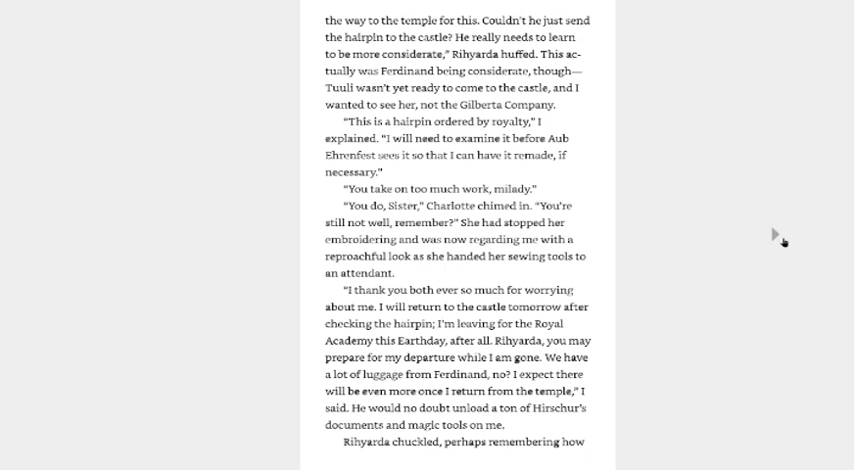 the way to the temple for this. Couldn't he just send
the hairpin to the castle? He really needs to learn
to be more considerate,” Rihyarda huffed. This ac-
tually was Ferdinand being considerate, though—
Tuuli wasn't yet ready to come to the castle, and I
wanted to see her, not the Gilberta Company.
“This is a hairpin ordered by royalty,” I
explained. “I will need to examine it before Aub
Ehrenfest sees it so that I can have it remade, if
necessary.”
“You take on too much work, milady.”
“You do, Sister,” Charlotte chimed in. “You're
still not well, remember?” She had stopped her
embroidering and was now regarding me with a
reproachful look as she handed her sewing tools to
an attendant.
“I thank you both ever so much for worrying
about me. I will return to the castle tomorrow after
checking the hairpin; I'm leaving for the Royal
Academy this Earthday, after all. Rihyarda, you may
prepare for my departure while I am gone. We have
a lot of luggage from Ferdinand, no? I expect there
will be even more once I return from the temple,” I
said. He would no doubt unload a ton of Hirschur's
documents and magic tools on me.
Rihyarda chuckled, perhaps remembering how